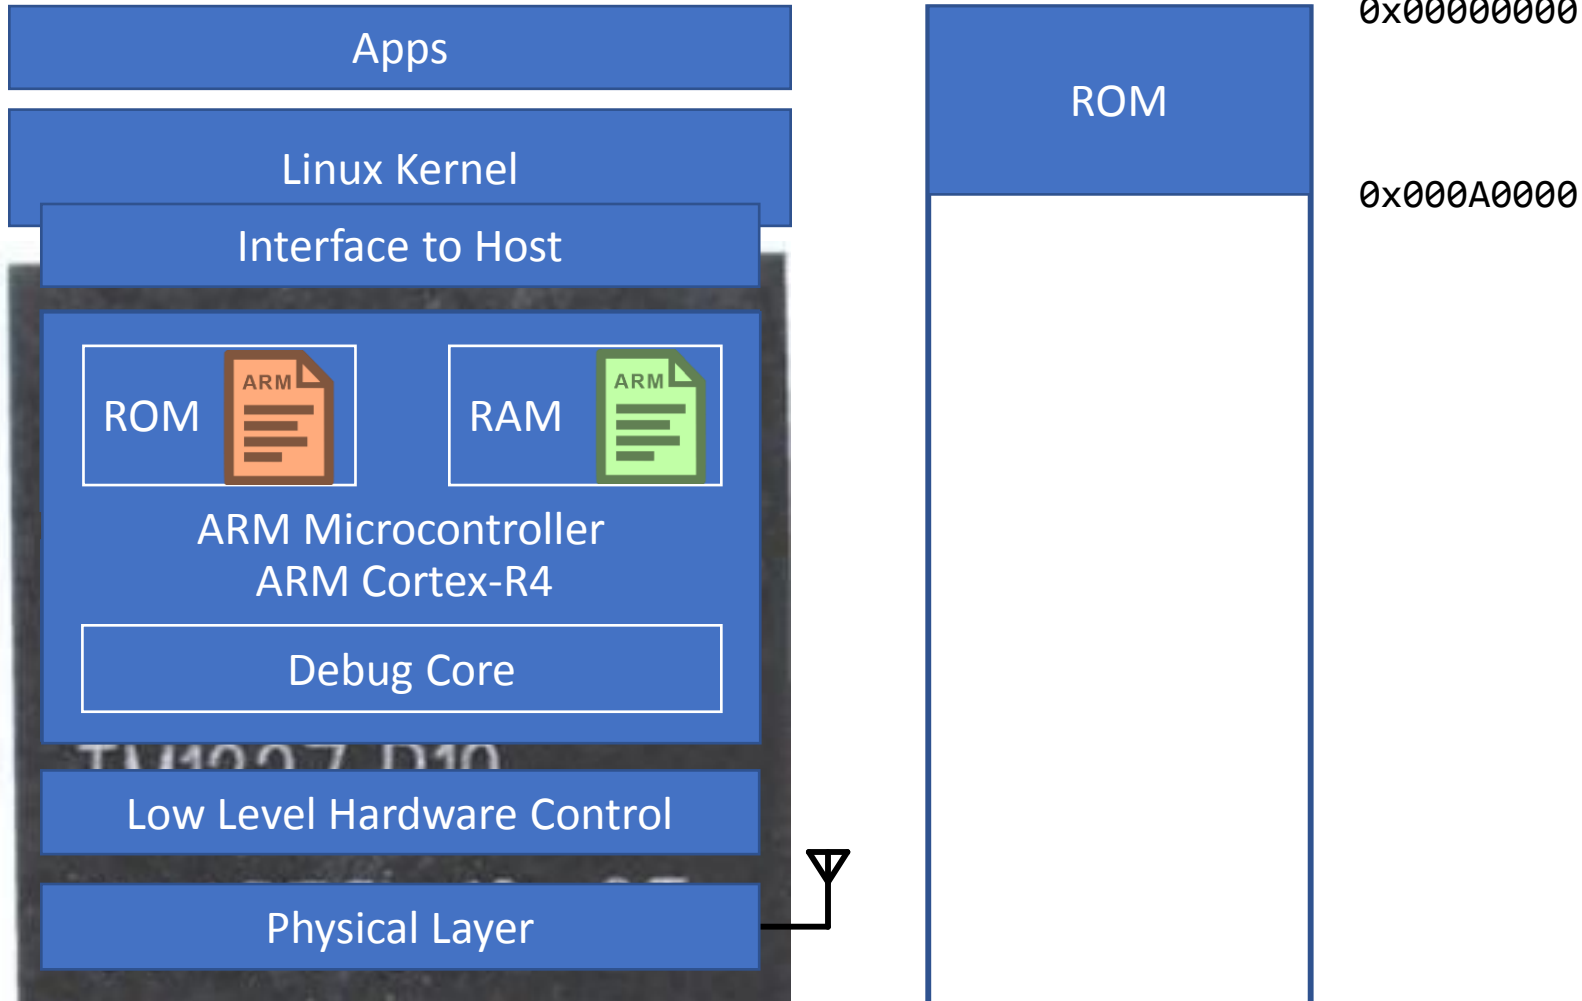 Apps
Linux Kernel
Interface to Host
ROM
ARM
RAM
ARM
ARM Microcontroller
ARM Cortex-R4
Debug Core
Low Level Hardware Control
Physical Layer
0x00000000
ROM
0x000A0000